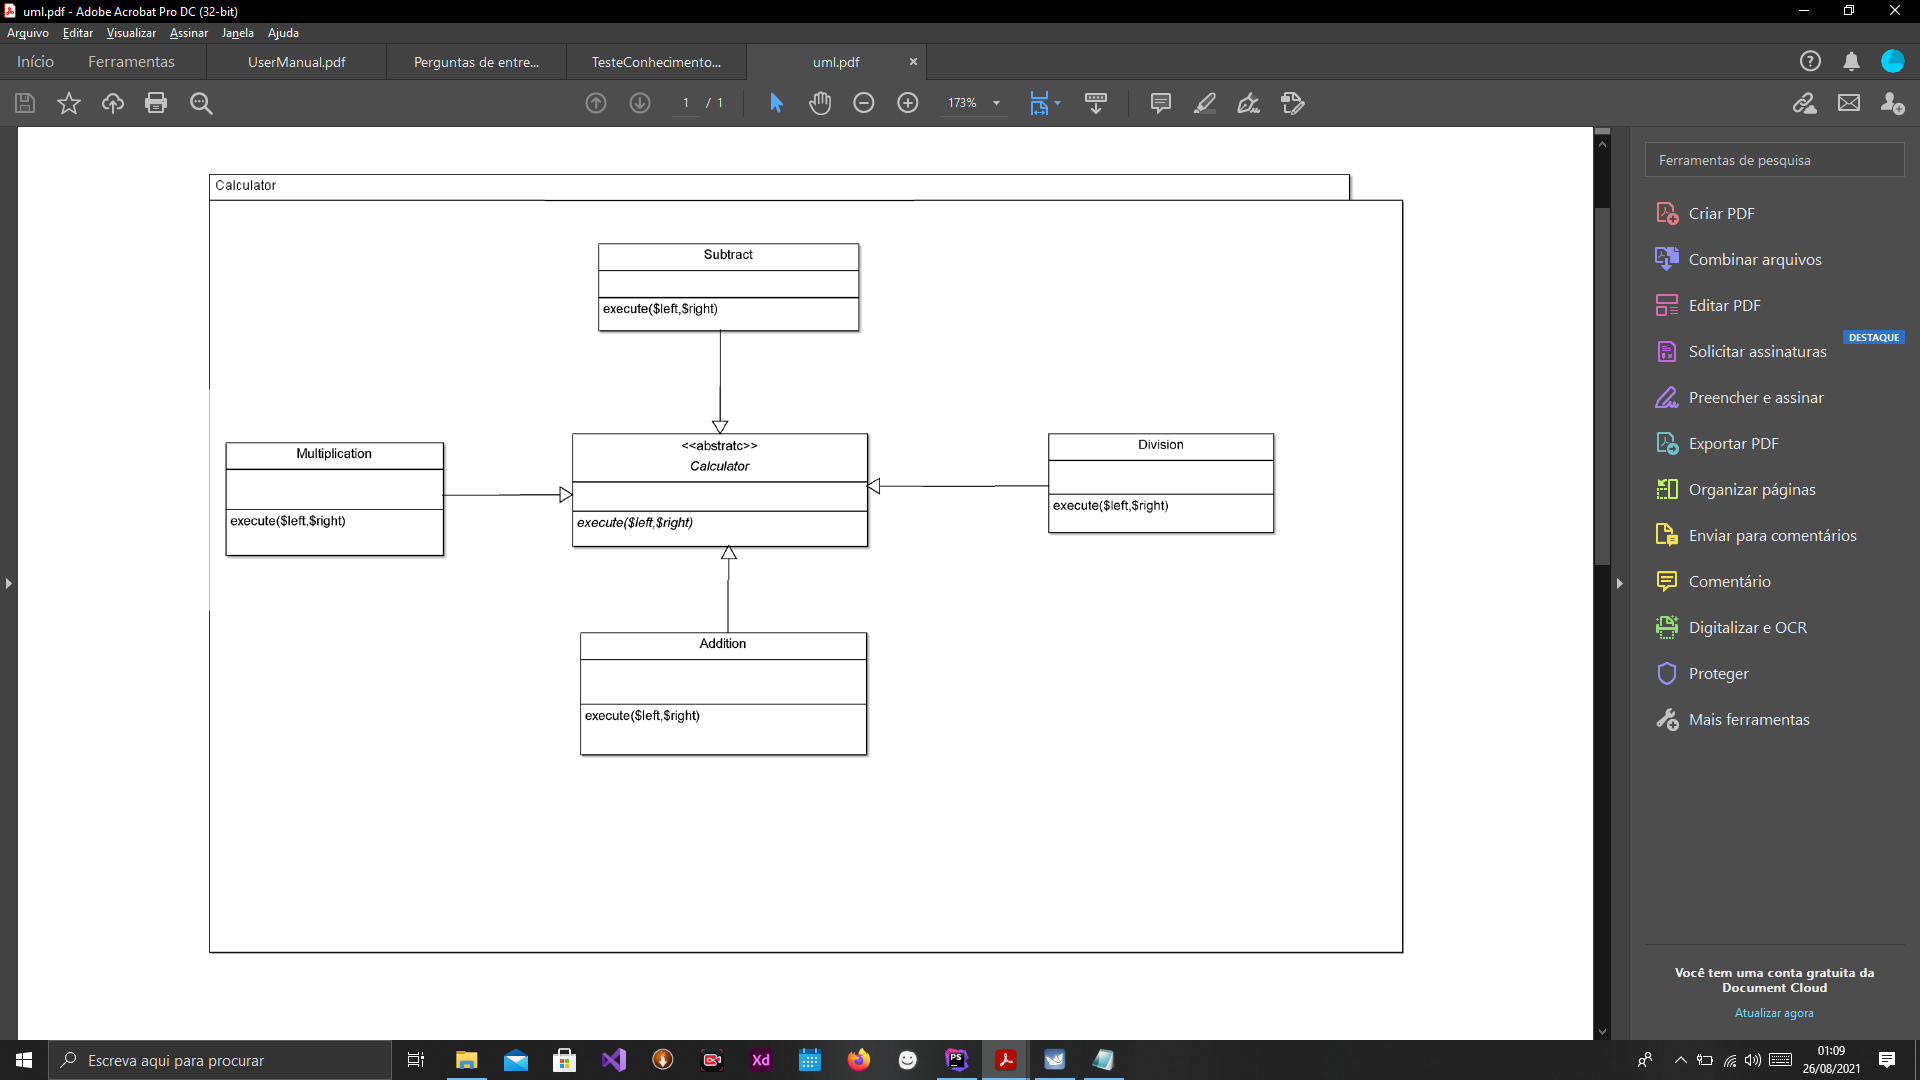 uml.pdf - Adobe Acrobat Pro DC (32-bit)
Arquivo Editar Visualizar Assinar Janela Ajuda
Início Ferramentas UserManual.pdf Perguntas de entre... TesteConhecimento... uml.pdf
1 / 1 173%
Calculator
Subtract
execute($left,$right)
<<abstratc>>
Calculator
execute($left,$right)
Multiplication
execute($left,$right)
Division
execute($left,$right)
Addition
execute($left,$right)
Ferramentas de pesquisa
Criar PDF
Combinar arquivos
Editar PDF
DESTAQUE
Solicitar assinaturas
Preencher e assinar
Exportar PDF
Organizar páginas
Enviar para comentários
Comentário
Digitalizar e OCR
Proteger
Mais ferramentas
Você tem uma conta gratuita da
Document Cloud
Atualizar agora
Escreva aqui para procurar
Xd
PS
01:09
26/08/2021